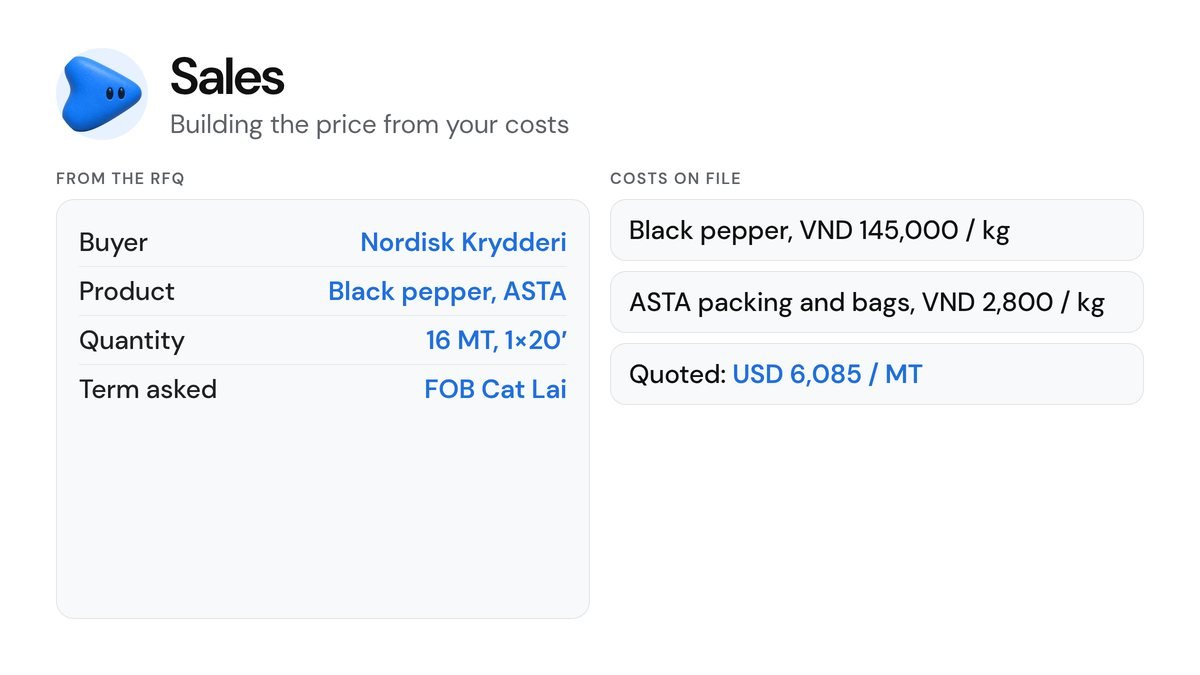 Sales
Building the price from your costs
FROM THE RFQ
Buyer Nordisk Krydderi
Product Black pepper, ASTA
Quantity 16 MT, 1×20′
Term asked FOB Cat Lai
COSTS ON FILE
Black pepper, VND 145,000 / kg
ASTA packing and bags, VND 2,800 / kg
Quoted: USD 6,085 / MT